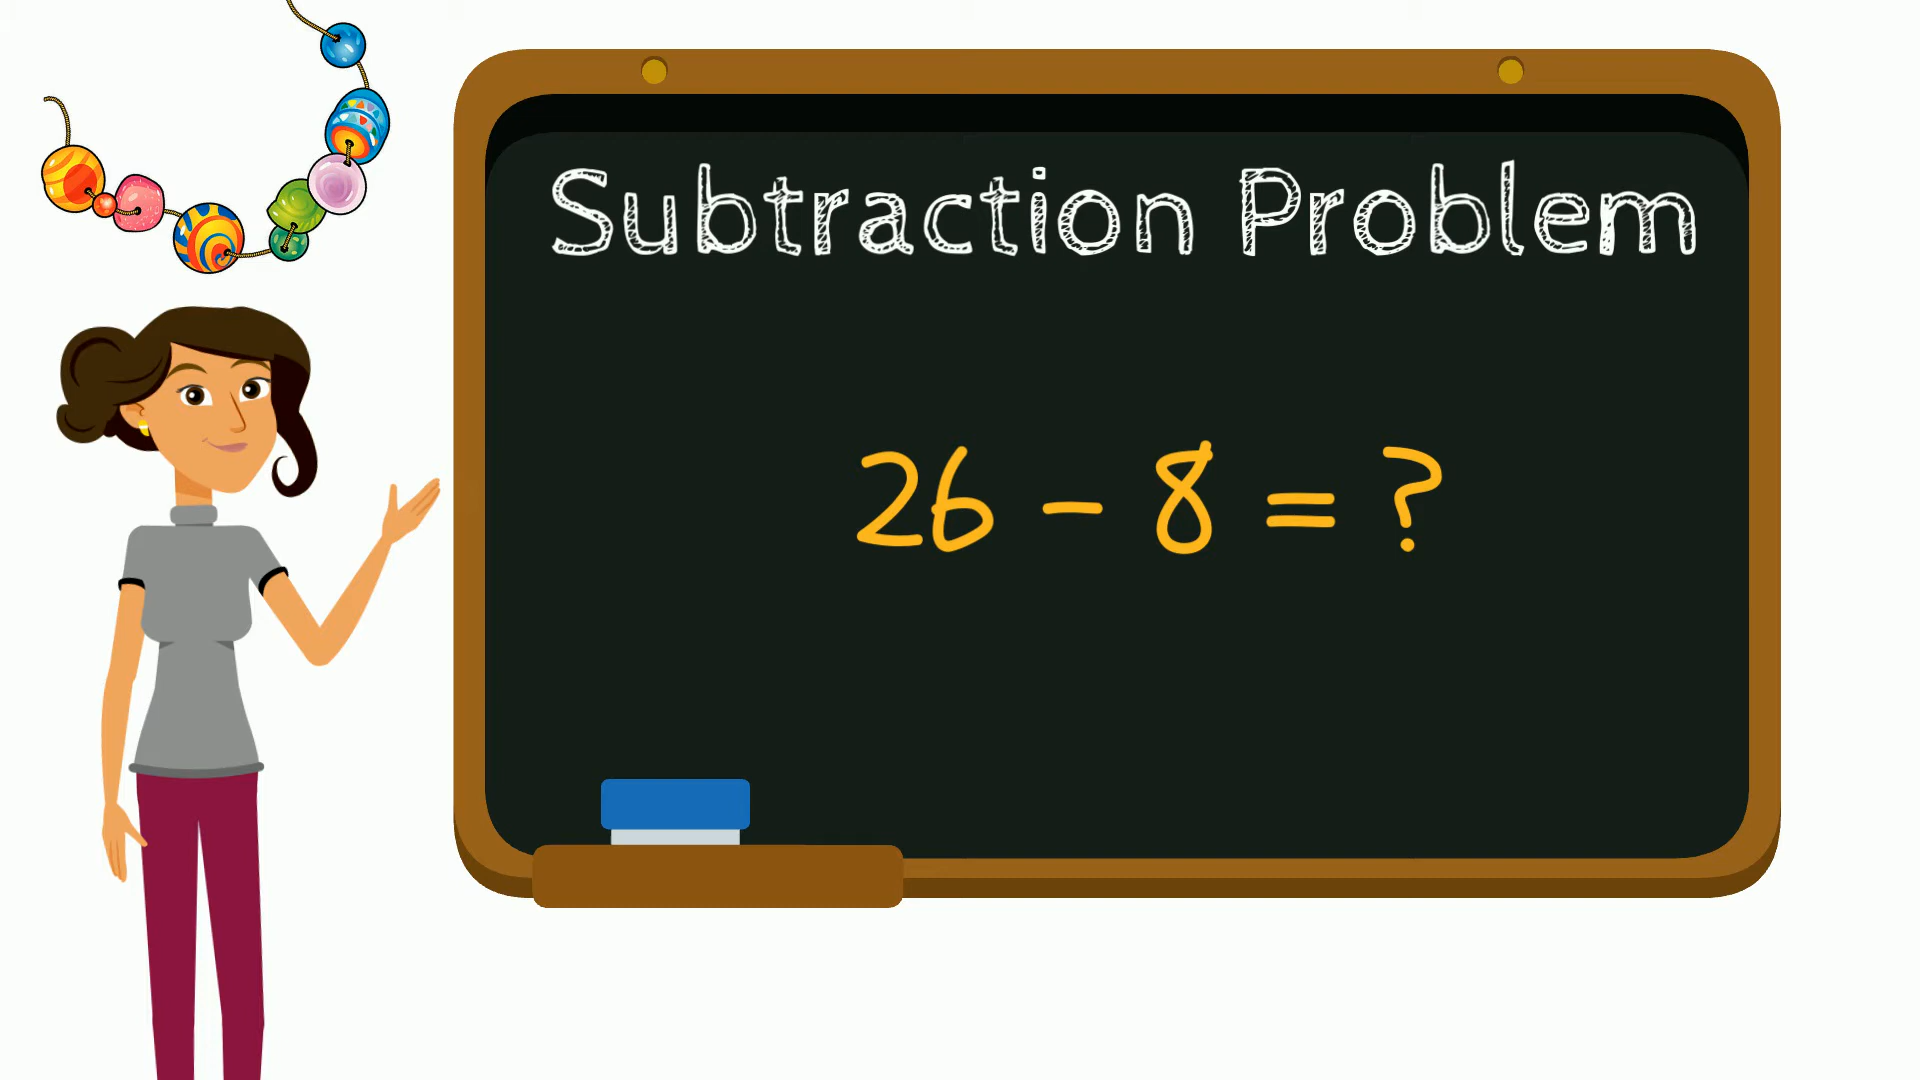 Subtraction Problem
26 - 8 = ?